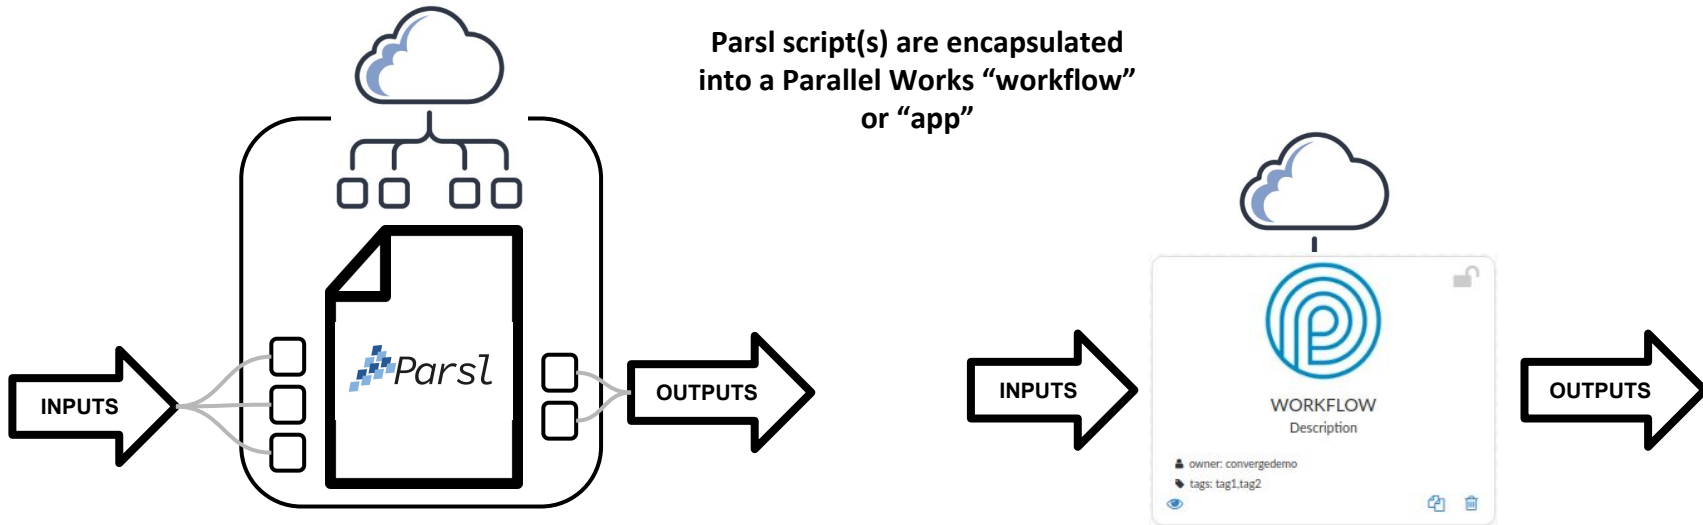 Parsl script(s) are encapsulated
into a Parallel Works “workflow”
or “app”
INPUTS
Parsl
OUTPUTS
INPUTS
WORKFLOW
Description
owner: convergedemo
tags: tag1,tag2
OUTPUTS